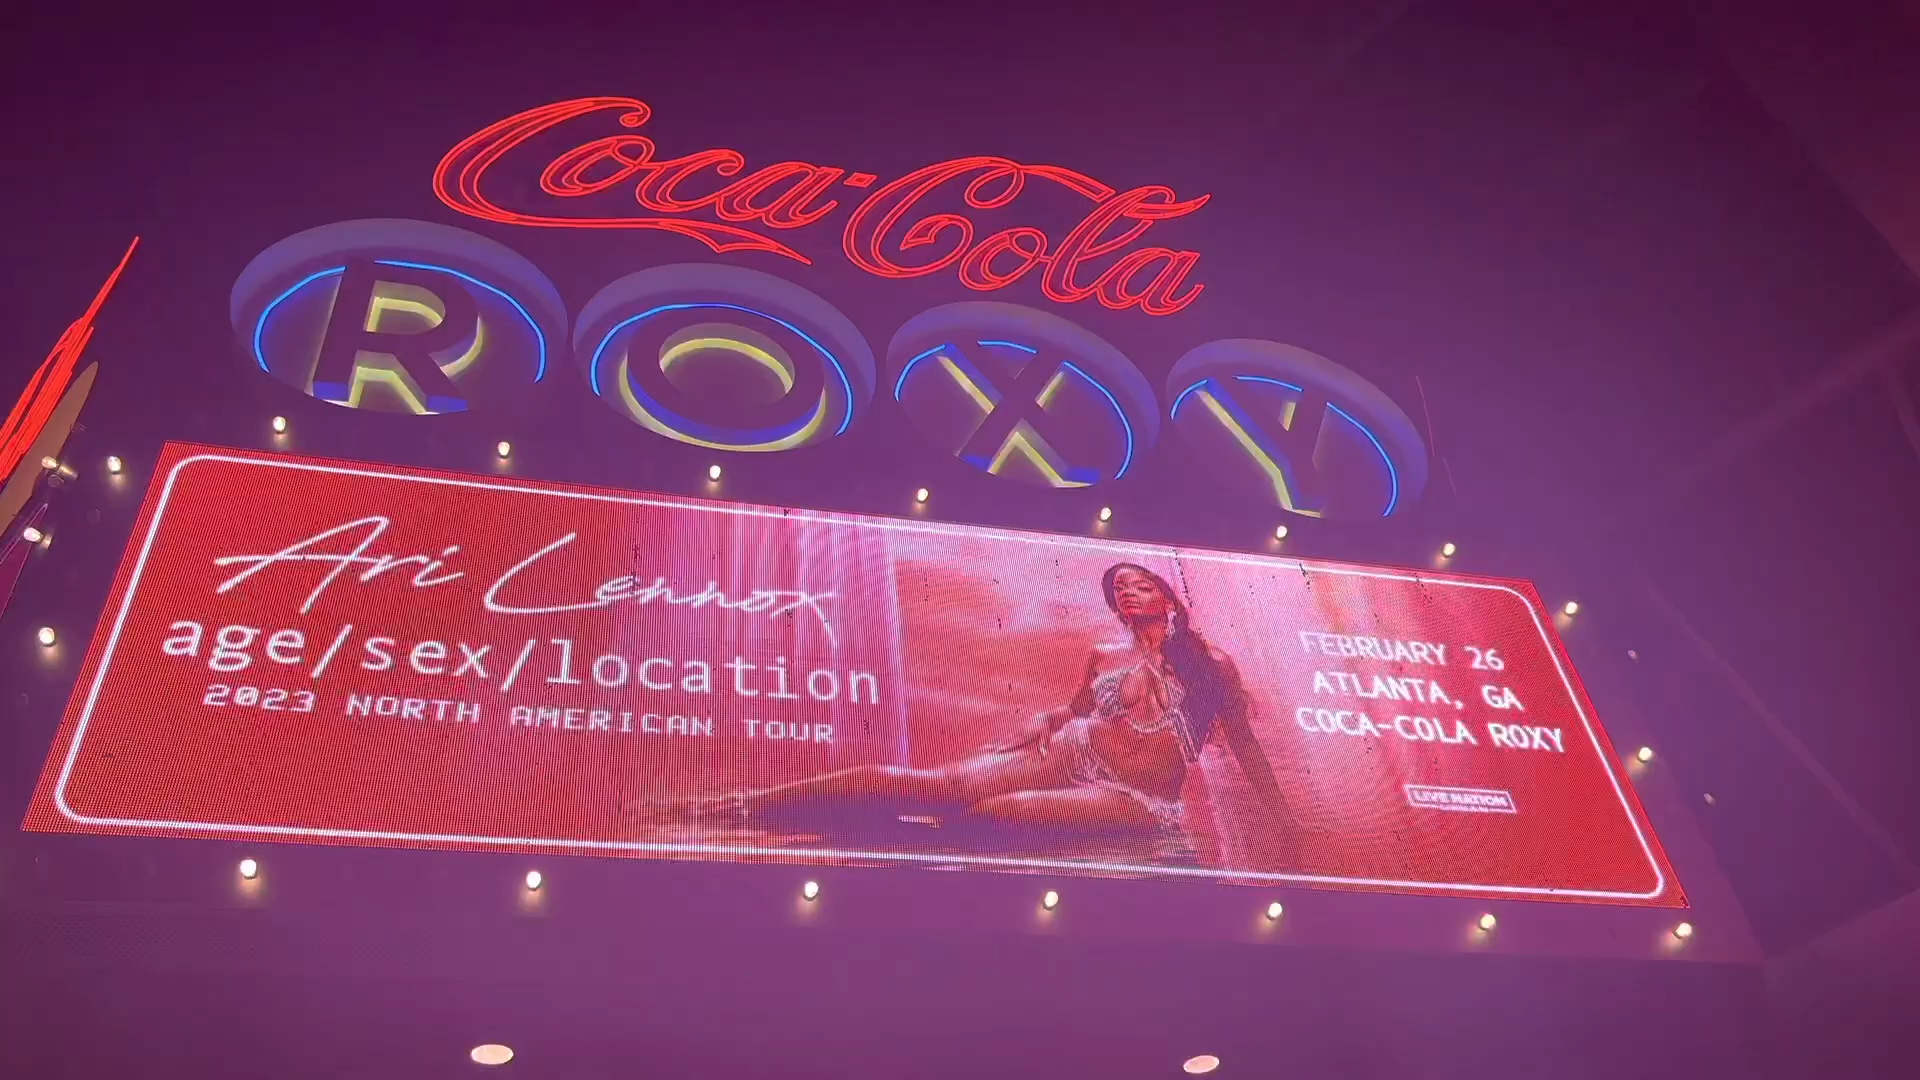 Coca-Cola
ROXY
Ari Lennox
age/sex/location
2023 NORTH AMERICAN TOUR
FEBRUARY 26
ATLANTA, GA
COCA-COLA ROXY
LIVE NATION